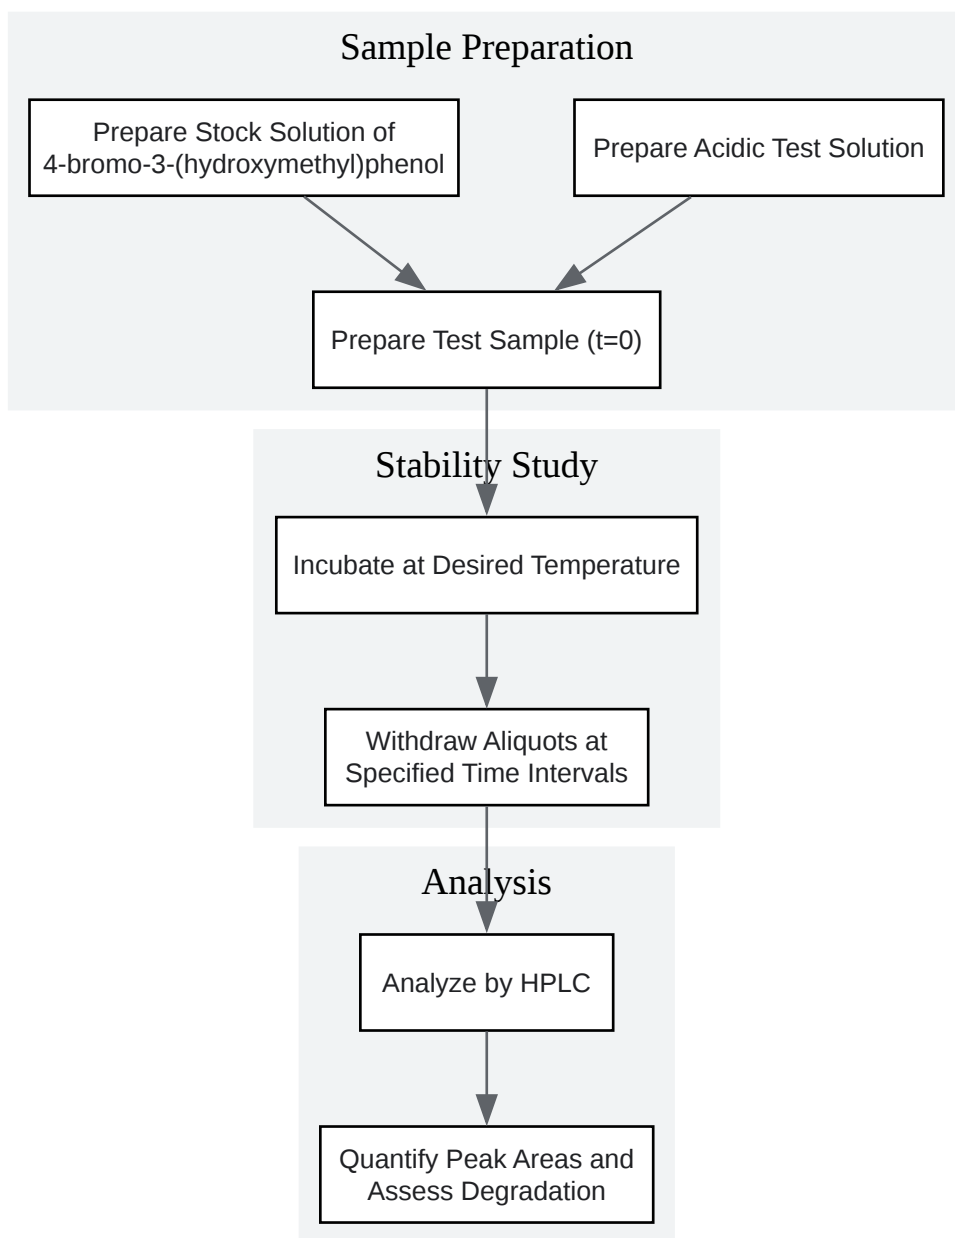 Sample Preparation
Prepare Stock Solution of
4-bromo-3-(hydroxymethyl)phenol
Prepare Acidic Test Solution
Prepare Test Sample (t=0)
Stability Study
Incubate at Desired Temperature
Withdraw Aliquots at
Specified Time Intervals
Analysis
Analyze by HPLC
Quantify Peak Areas and
Assess Degradation